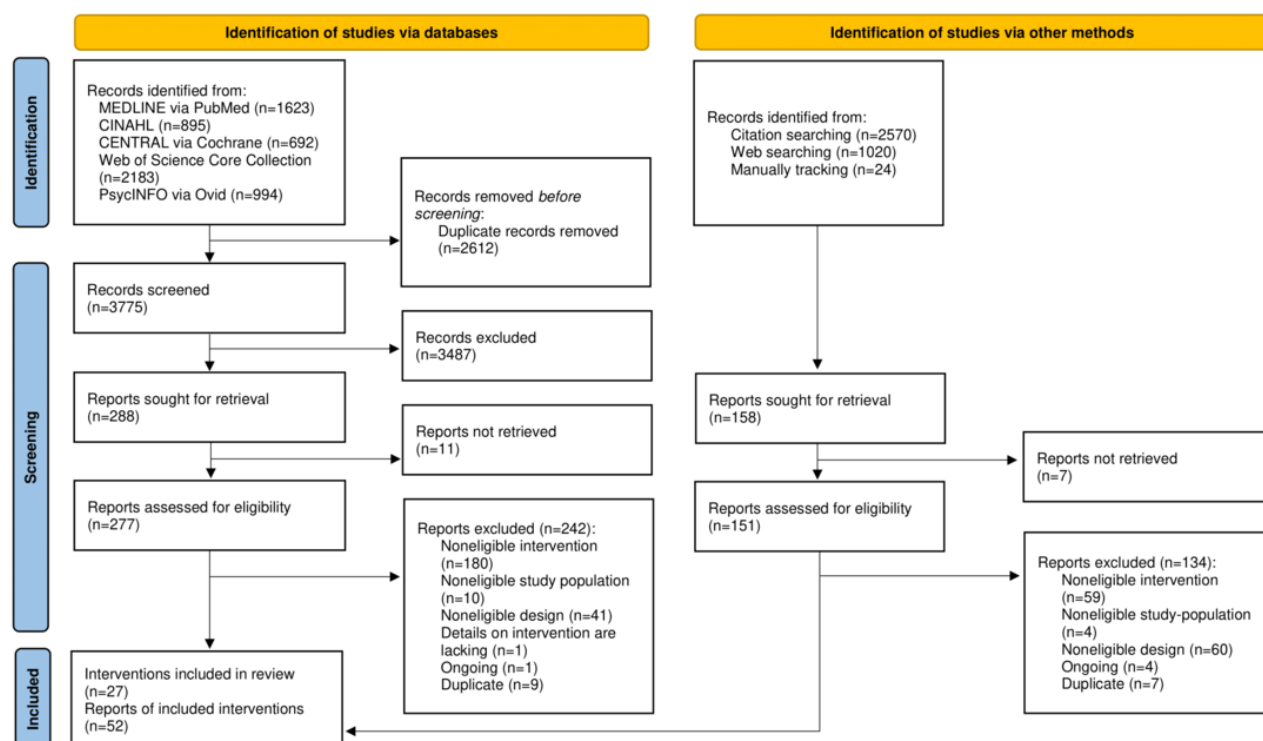 Identification of studies via databases
Identification of studies via other methods
Identification
Records identified from:
MEDLINE via PubMed (n=1623)
CINAHL (n=895)
CENTRAL via Cochrane (n=692)
Web of Science Core Collection
(n=2183)
PsycINFO via Ovid (n=994)
Records removed before
screening:
Duplicate records removed
(n=2612)
Records identified from:
Citation searching (n=2570)
Web searching (n=1020)
Manually tracking (n=24)
Screening
Records screened
(n=3775)
Records excluded
(n=3487)
Reports sought for retrieval
(n=288)
Reports not retrieved
(n=11)
Reports sought for retrieval
(n=158)
Reports not retrieved
(n=7)
Reports assessed for eligibility
(n=277)
Reports excluded (n=242):
Noneligible intervention
(n=180)
Noneligible study population
(n=10)
Noneligible design (n=41)
Details on intervention are
lacking (n=1)
Ongoing (n=1)
Duplicate (n=9)
Reports assessed for eligibility
(n=151)
Reports excluded (n=134):
Noneligible intervention
(n=59)
Noneligible study-population
(n=4)
Noneligible design (n=60)
Ongoing (n=4)
Duplicate (n=7)
Included
Interventions included in review
(n=27)
Reports of included interventions
(n=52)